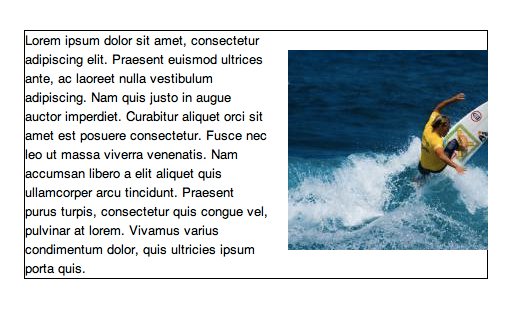 Lorem ipsum dolor sit amet, consectetur
adipiscing elit. Praesent euismod ultrices
ante, ac laoreet nulla vestibulum
adipiscing. Nam quis justo in augue
auctor imperdiet. Curabitur aliquet orci sit
amet est posuere consectetur. Fusce nec
leo ut massa viverra venenatis. Nam
accumsan libero a elit aliquet quis
ullamcorper arcu tincidunt. Praesent
purus turpis, consectetur quis congue vel,
pulvinar at lorem. Vivamus varius
condimentum dolor, quis ultricies ipsum
porta quis.